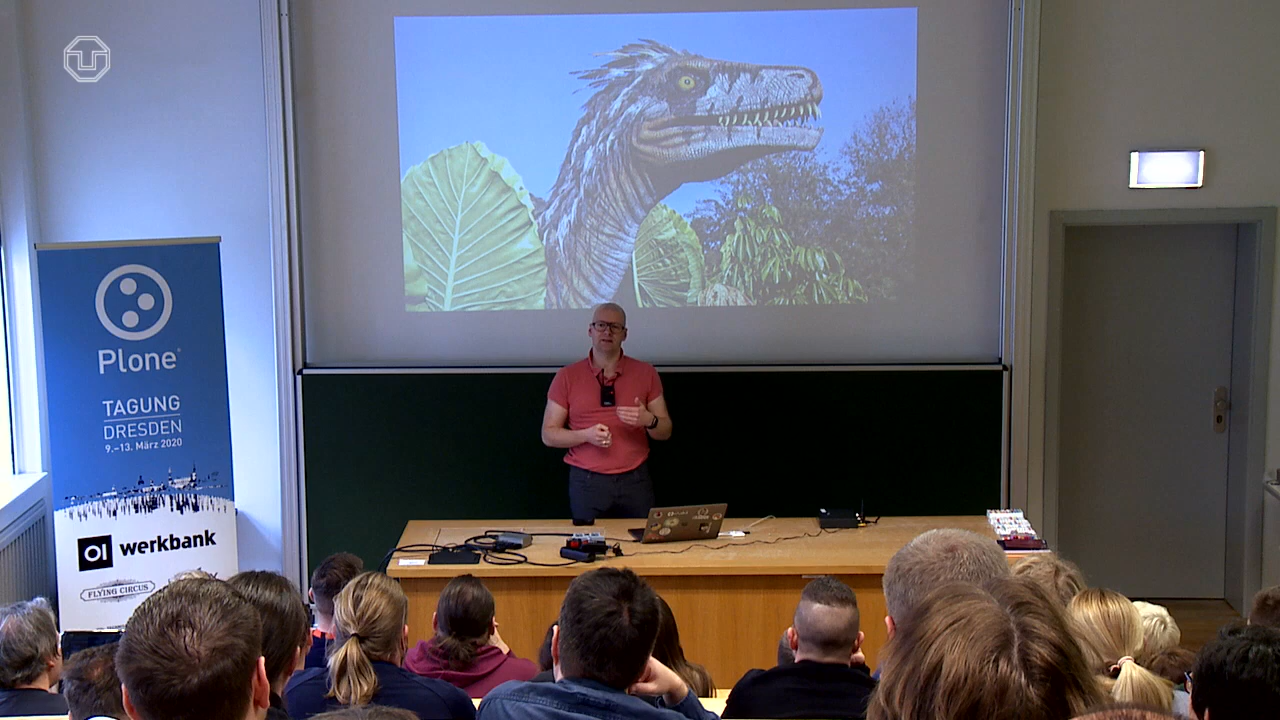 Plone
TAGUNG
DRESDEN
9.–13. März 2020
werkbank
FLYING CIRCUS